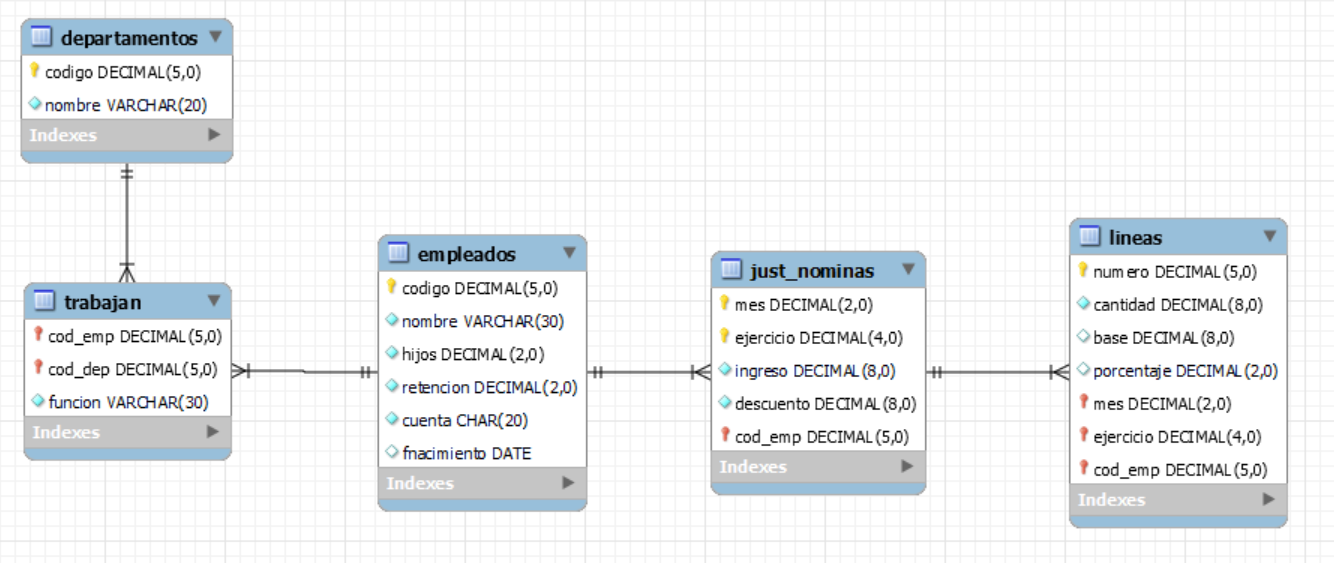 departamentos
codigo DECIMAL(5,0)
nombre VARCHAR(20)
Indexes
trabajan
cod_emp DECIMAL(5,0)
cod_dep DECIMAL(5,0)
funcion VARCHAR(30)
Indexes
empleados
codigo DECIMAL(5,0)
nombre VARCHAR(30)
hijos DECIMAL(2,0)
retencion DECIMAL(2,0)
cuenta CHAR(20)
fnacimiento DATE
Indexes
just_nominas
mes DECIMAL(2,0)
ejercicio DECIMAL(4,0)
ingreso DECIMAL(8,0)
descuento DECIMAL(8,0)
cod_emp DECIMAL(5,0)
Indexes
lineas
numero DECIMAL(5,0)
cantidad DECIMAL(8,0)
base DECIMAL(8,0)
porcentaje DECIMAL(2,0)
mes DECIMAL(2,0)
ejercicio DECIMAL(4,0)
cod_emp DECIMAL(5,0)
Indexes